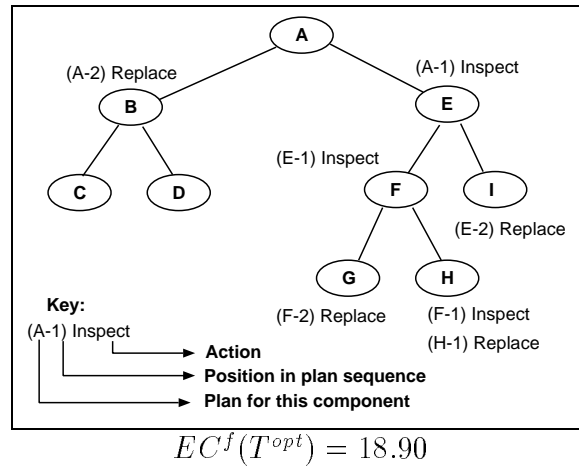 A
(A-2) Replace
(A-1) Inspect
B
E
(E-1) Inspect
C
D
F
I
(E-2) Replace
G
H
(F-2) Replace
(F-1) Inspect
(H-1) Replace
Key:
(A-1) Inspect
Action
Position in plan sequence
Plan for this component
EC^f(T^opt) = 18.90